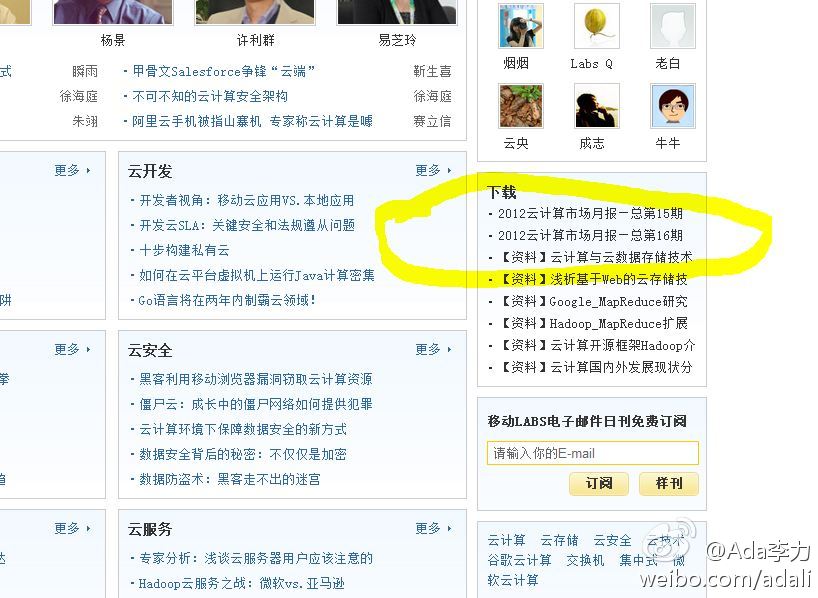 杨景
许利群
易芝玲
式
瞬雨
·甲骨文Salesforce争锋“云端”
靳生喜
徐海庭
·不可不知的云计算安全架构
徐海庭
朱翊
·阿里云手机被指山寨机 专家称云计算是噱
赛立信
烟烟
Labs Q
老白
云央
成志
牛牛
更多
云开发
更多
·开发者视角：移动云应用VS.本地应用
·开发云SLA：关键安全和法规遵从问题
·十步构建私有云
·如何在云平台虚拟机上运行Java计算密集
阱
·Go语言将在两年内制霸云领域！
下载
·2012云计算市场月报－总第15期
·2012云计算市场月报－总第16期
·【资料】云计算与云数据存储技术
·【资料】浅析基于Web的云存储技
·【资料】Google_MapReduce研究
·【资料】Hadoop_MapReduce扩展
·【资料】云计算开源框架Hadoop介
·【资料】云计算国内外发展现状分
更多
云安全
更多
·黑客利用移动浏览器漏洞窃取云计算资源
·僵尸云：成长中的僵尸网络如何提供犯罪
·云计算环境下保障数据安全的新方式
·数据安全背后的秘密：不仅仅是加密
·数据防盗术：黑客走不出的迷宫
移动LABS电子邮件日刊免费订阅
请输入你的E-mail
订阅
样刊
更多
云服务
更多
·专家分析：浅谈云服务器用户应该注意的
·Hadoop云服务之战：微软vs.亚马逊
云计算 云存储 云安全 云技术
谷歌云计算 交换机 集中式 微
软云计算
@Ada李力
weibo.com/adali